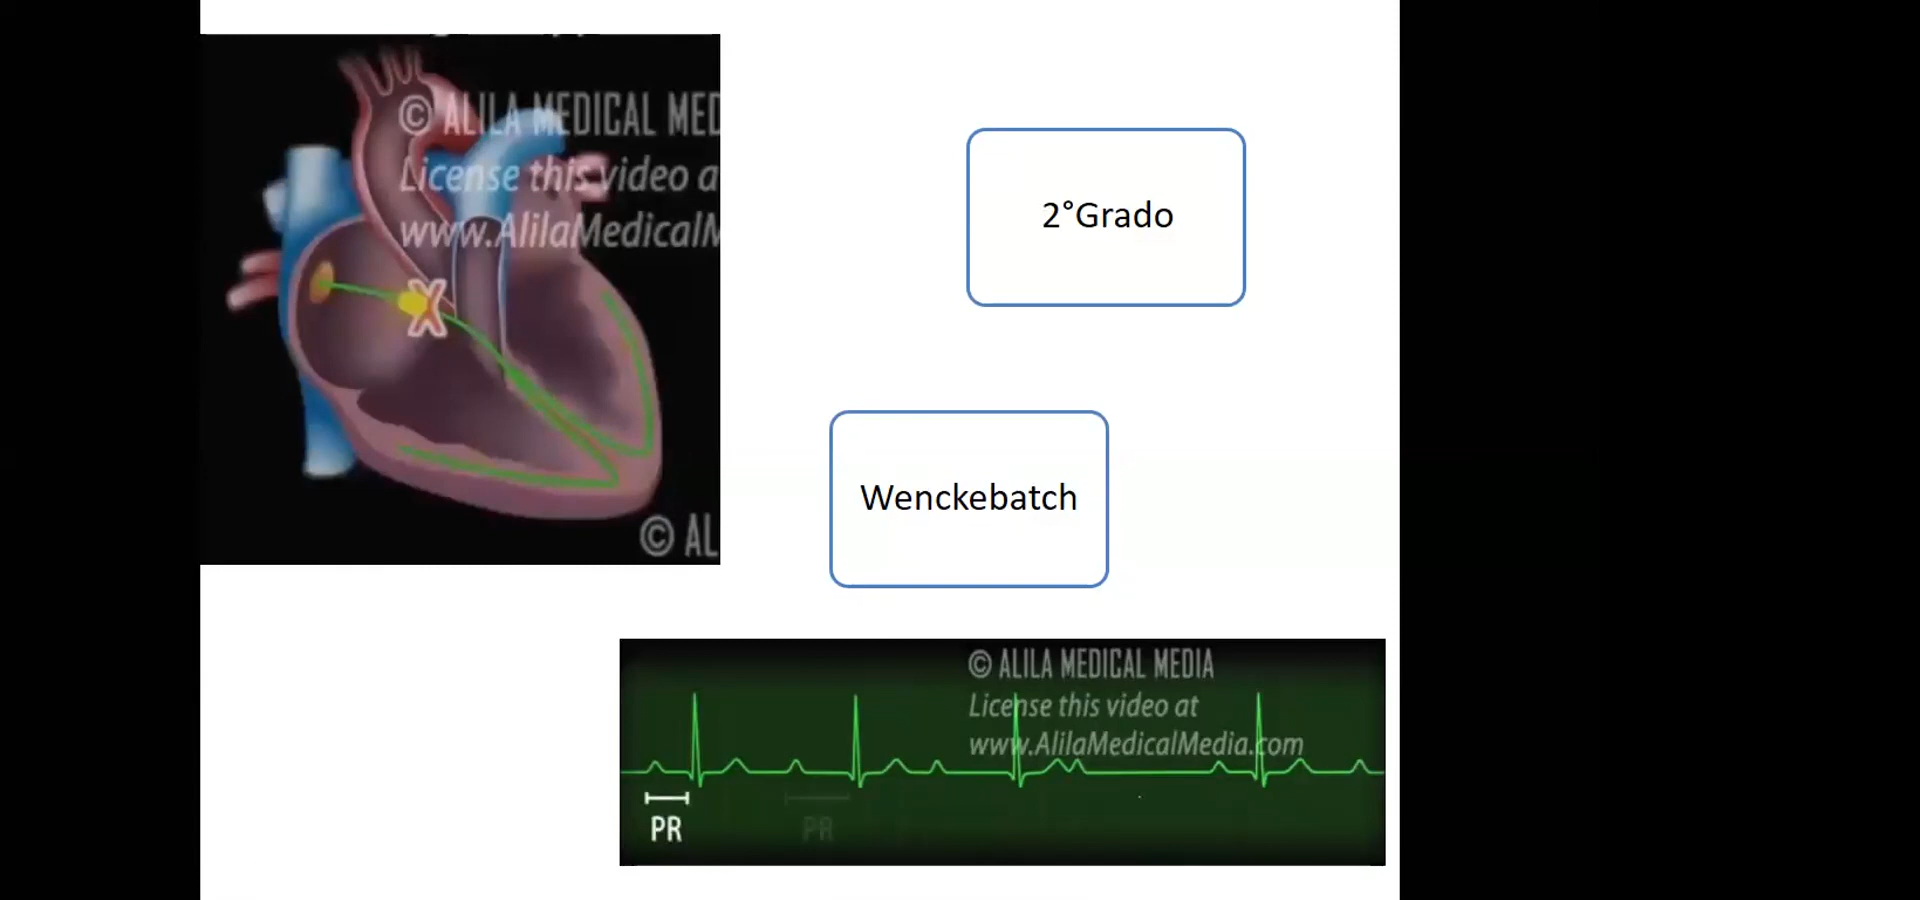 © ALILA MEDICAL MED
License this video a
www.AlilaMedicalM
© AL
2°Grado
Wenckebatch
© ALILA MEDICAL MEDIA
License this video at
www.AlilaMedicalMedia.com
PR
PR